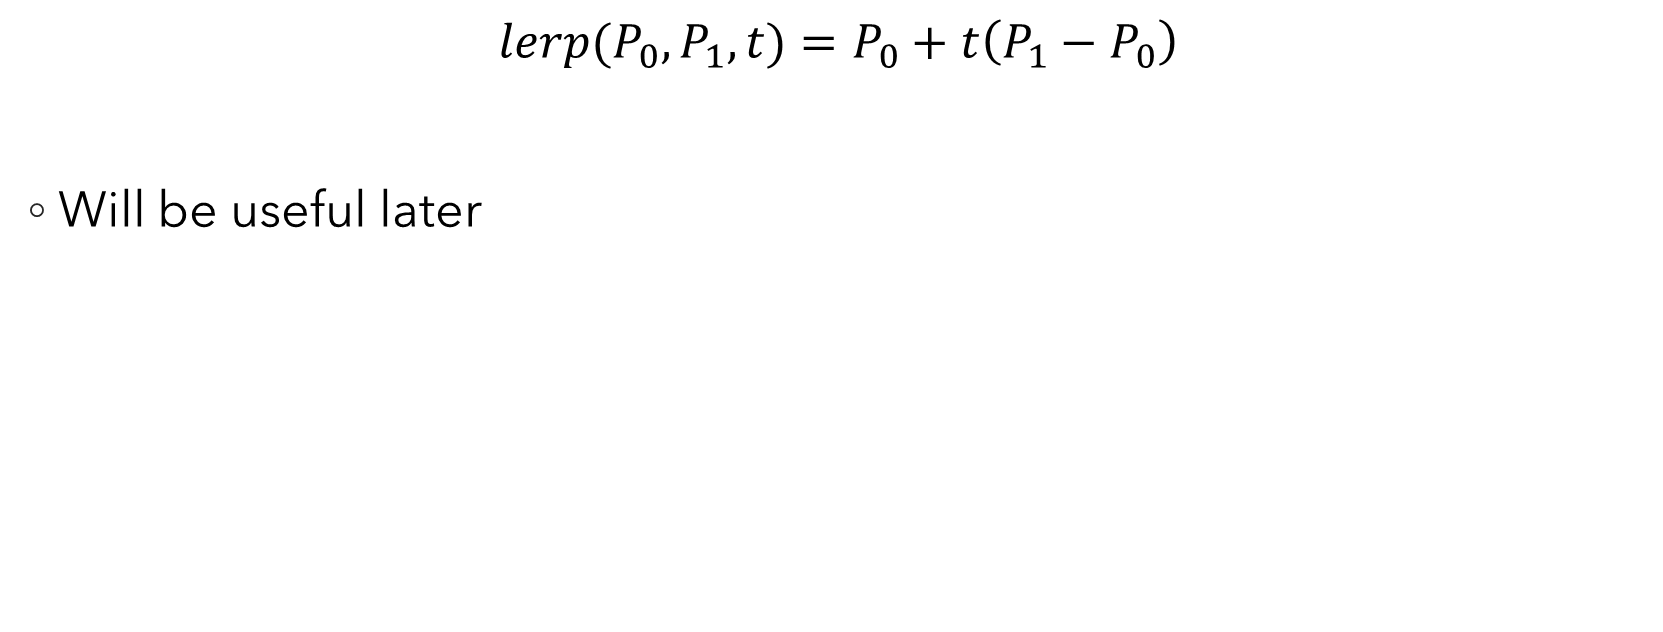 lerp(P₀, P₁, t) = P₀ + t(P₁ − P₀)
◦ Will be useful later